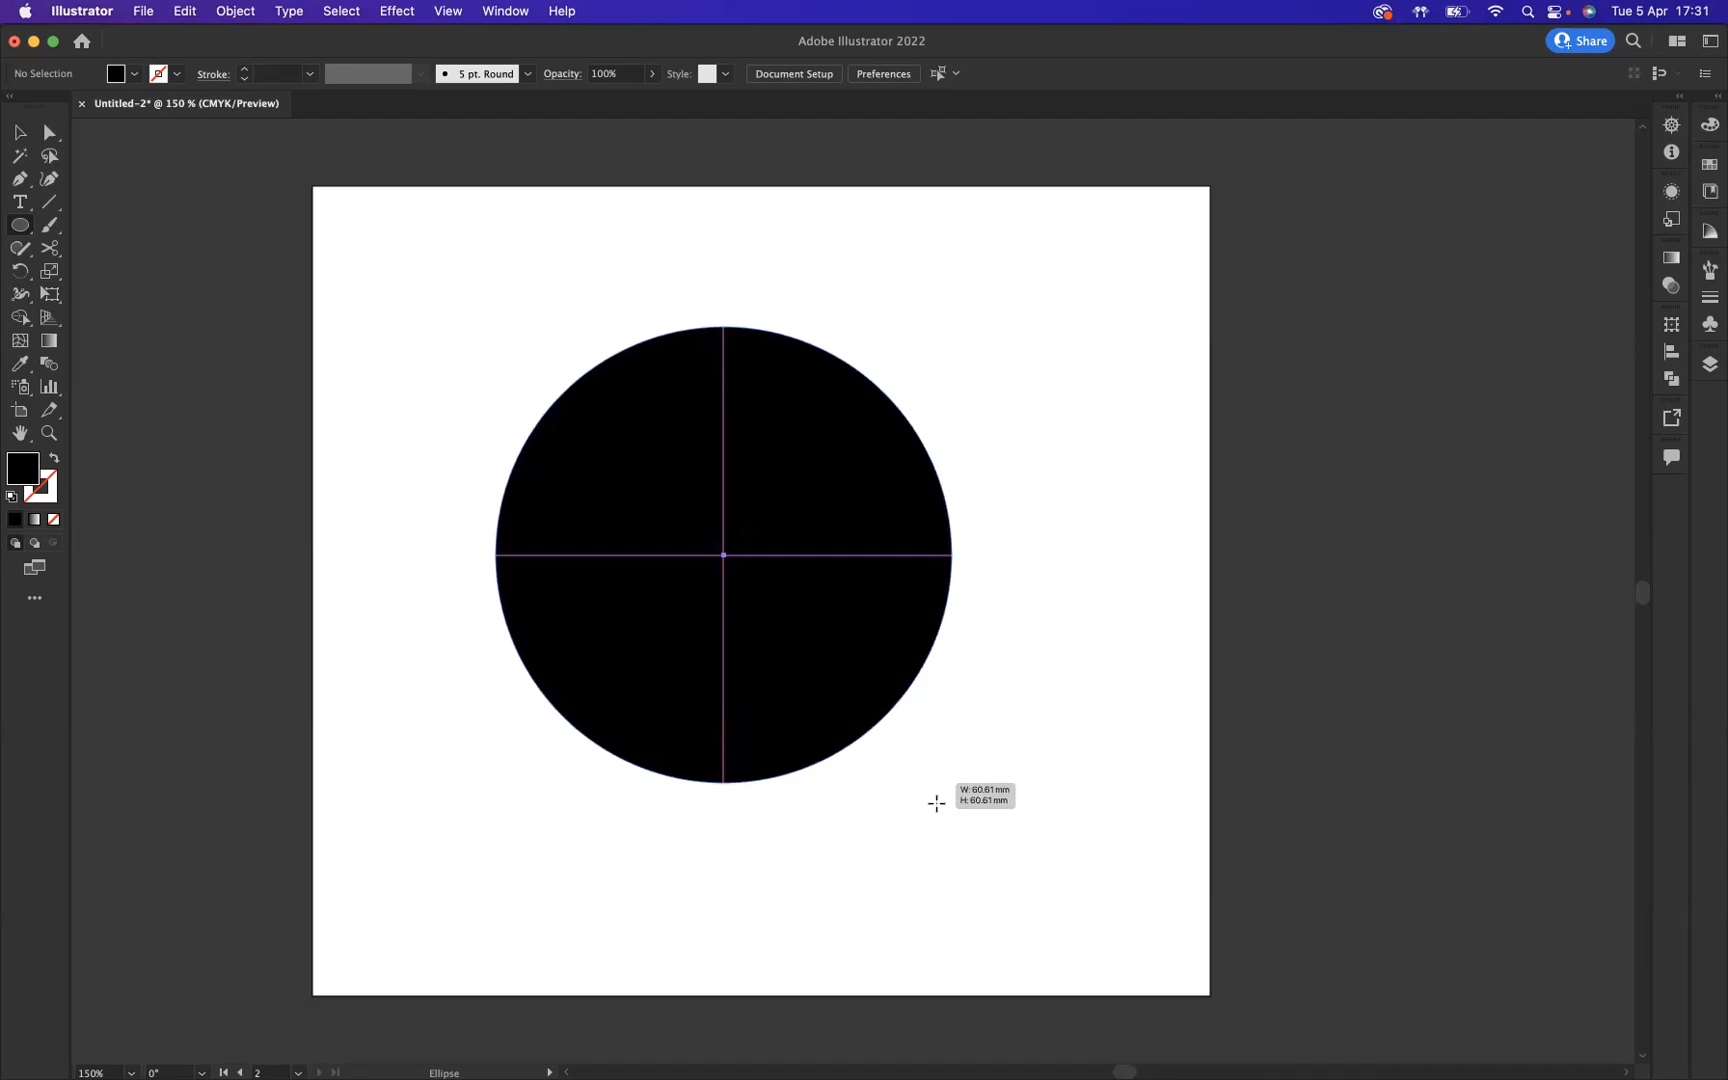 Illustrator File Edit Object Type Select Effect View Window Help Tue 5 Apr 17:31
Adobe Illustrator 2022 Share
No Selection Stroke: 5 pt. Round Opacity: 100% Style: Document Setup Preferences
× Untitled-2* @ 150 % (CMYK/Preview)
W: 60.61 mm
H: 60.61 mm
150% 0° 2 Ellipse